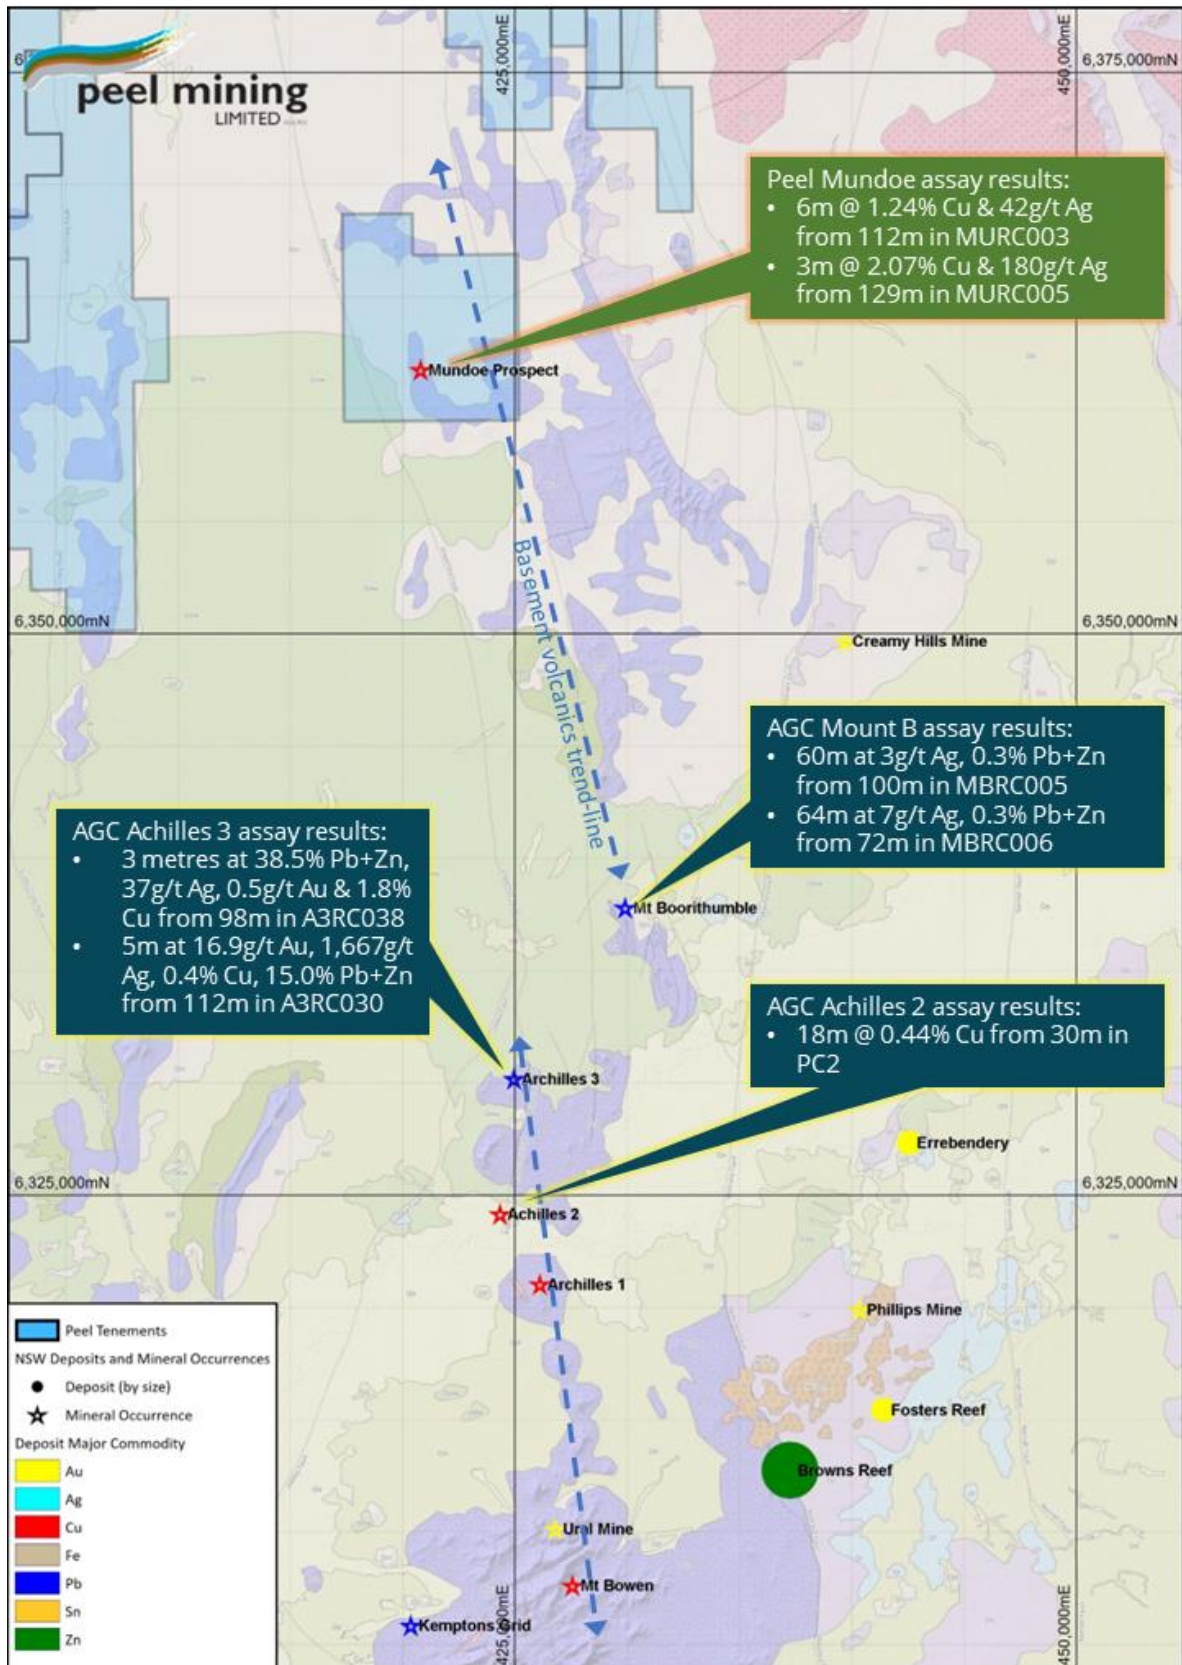 peel mining
LIMITED
425,000mE
450,000mE
6,375,000mN
Peel Mundoe assay results:
• 6m @ 1.24% Cu & 42g/t Ag
from 112m in MURC003
• 3m @ 2.07% Cu & 180g/t Ag
from 129m in MURC005
Mundoe Prospect
Basement volcanics trend-line
6,350,000mN
6,350,000mN
Creamy Hills Mine
AGC Mount B assay results:
• 60m at 3g/t Ag, 0.3% Pb+Zn
from 100m in MBRC005
• 64m at 7g/t Ag, 0.3% Pb+Zn
from 72m in MBRC006
AGC Achilles 3 assay results:
• 3 metres at 38.5% Pb+Zn,
37g/t Ag, 0.5g/t Au & 1.8%
Cu from 98m in A3RC038
• 5m at 16.9g/t Au, 1,667g/t
Ag, 0.4% Cu, 15.0% Pb+Zn
from 112m in A3RC030
Mt Boorithumble
AGC Achilles 2 assay results:
• 18m @ 0.44% Cu from 30m in
PC2
Archilles 3
Errebendery
6,325,000mN
6,325,000mN
Achilles 2
Archilles 1
Phillips Mine
Fosters Reef
Browns Reef
Ural Mine
Mt Bowen
Kemptons Grid
425,000mE
450,000mE
Peel Tenements
NSW Deposits and Mineral Occurrences
Deposit (by size)
Mineral Occurrence
Deposit Major Commodity
Au
Ag
Cu
Fe
Pb
Sn
Zn